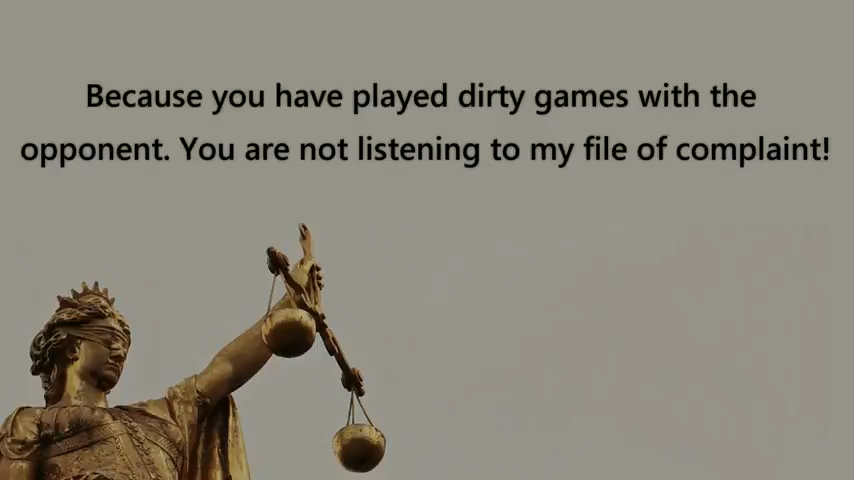 Because you have played dirty games with the
opponent. You are not listening to my file of complaint!